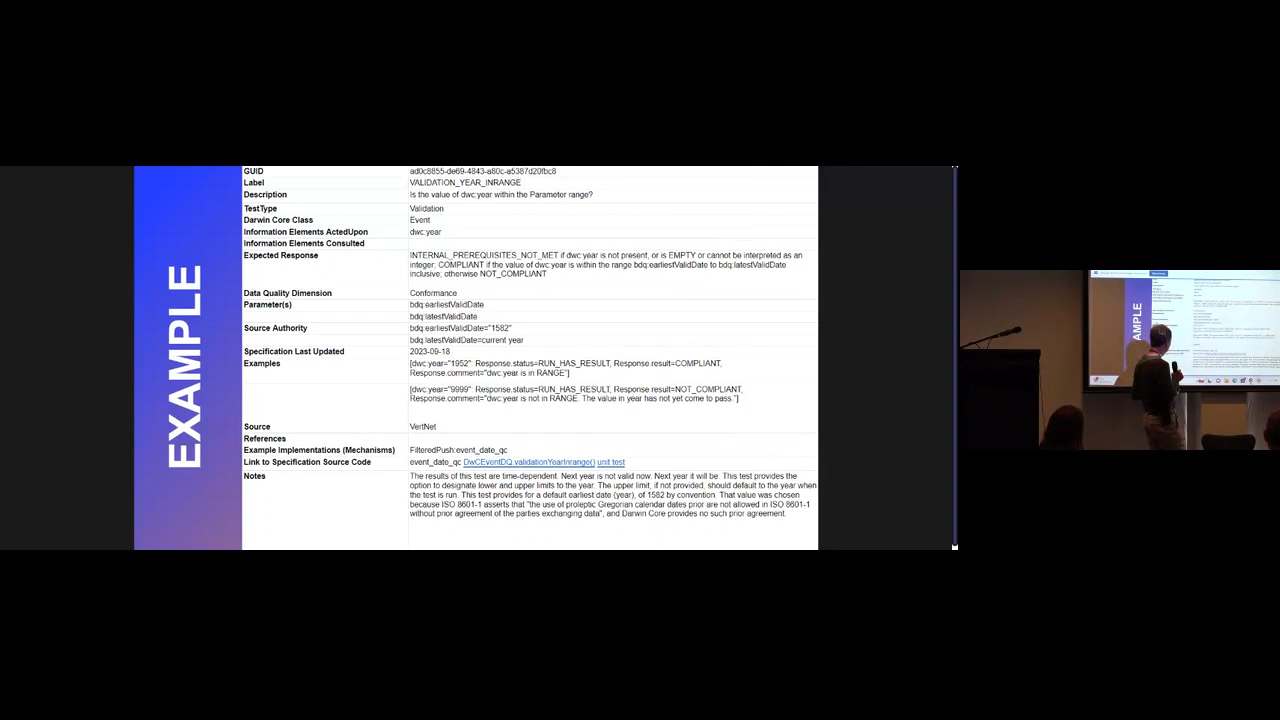 EXAMPLE
GUID ad0c8855-de69-4843-a80c-a5387d20fbc8
Label VALIDATION_YEAR_INRANGE
Description Is the value of dwc:year within the Parameter range?
TestType Validation
Darwin Core Class Event
Information Elements ActedUpon dwc:year
Information Elements Consulted
Expected Response INTERNAL_PREREQUISITES_NOT_MET if dwc:year is not present, or is EMPTY or cannot be interpreted as an
integer; COMPLIANT if the value of dwc:year is within the range bdq:earliestValidDate to bdq:latestValidDate
inclusive; otherwise NOT_COMPLIANT
Data Quality Dimension Conformance
Parameter(s) bdq:earliestValidDate
bdq:latestValidDate
Source Authority bdq:earliestValidDate="1582"
bdq:latestValidDate=current year
Specification Last Updated 2023-09-18
Examples [dwc:year="1952": Response.status=RUN_HAS_RESULT, Response.result=COMPLIANT,
Response.comment="dwc:year is in RANGE"]
[dwc:year="9999": Response.status=RUN_HAS_RESULT, Response.result=NOT_COMPLIANT,
Response.comment="dwc:year is not in RANGE. The value in year has not yet come to pass."]
Source VertNet
References
Example Implementations (Mechanisms) FilteredPush:event_date_qc
Link to Specification Source Code event_date_qc DwCEventDQ.validationYearInrange() unit test
Notes The results of this test are time-dependent. Next year is not valid now. Next year it will be. This test provides the
option to designate lower and upper limits to the year. The upper limit, if not provided, should default to the year when
the test is run. This test provides for a default earliest date (year), of 1582 by convention. That value was chosen
because ISO 8601-1 asserts that "the use of proleptic Gregorian calendar dates prior are not allowed in ISO 8601-1
without prior agreement of the parties exchanging data", and Darwin Core provides no such prior agreement.
AMPLE